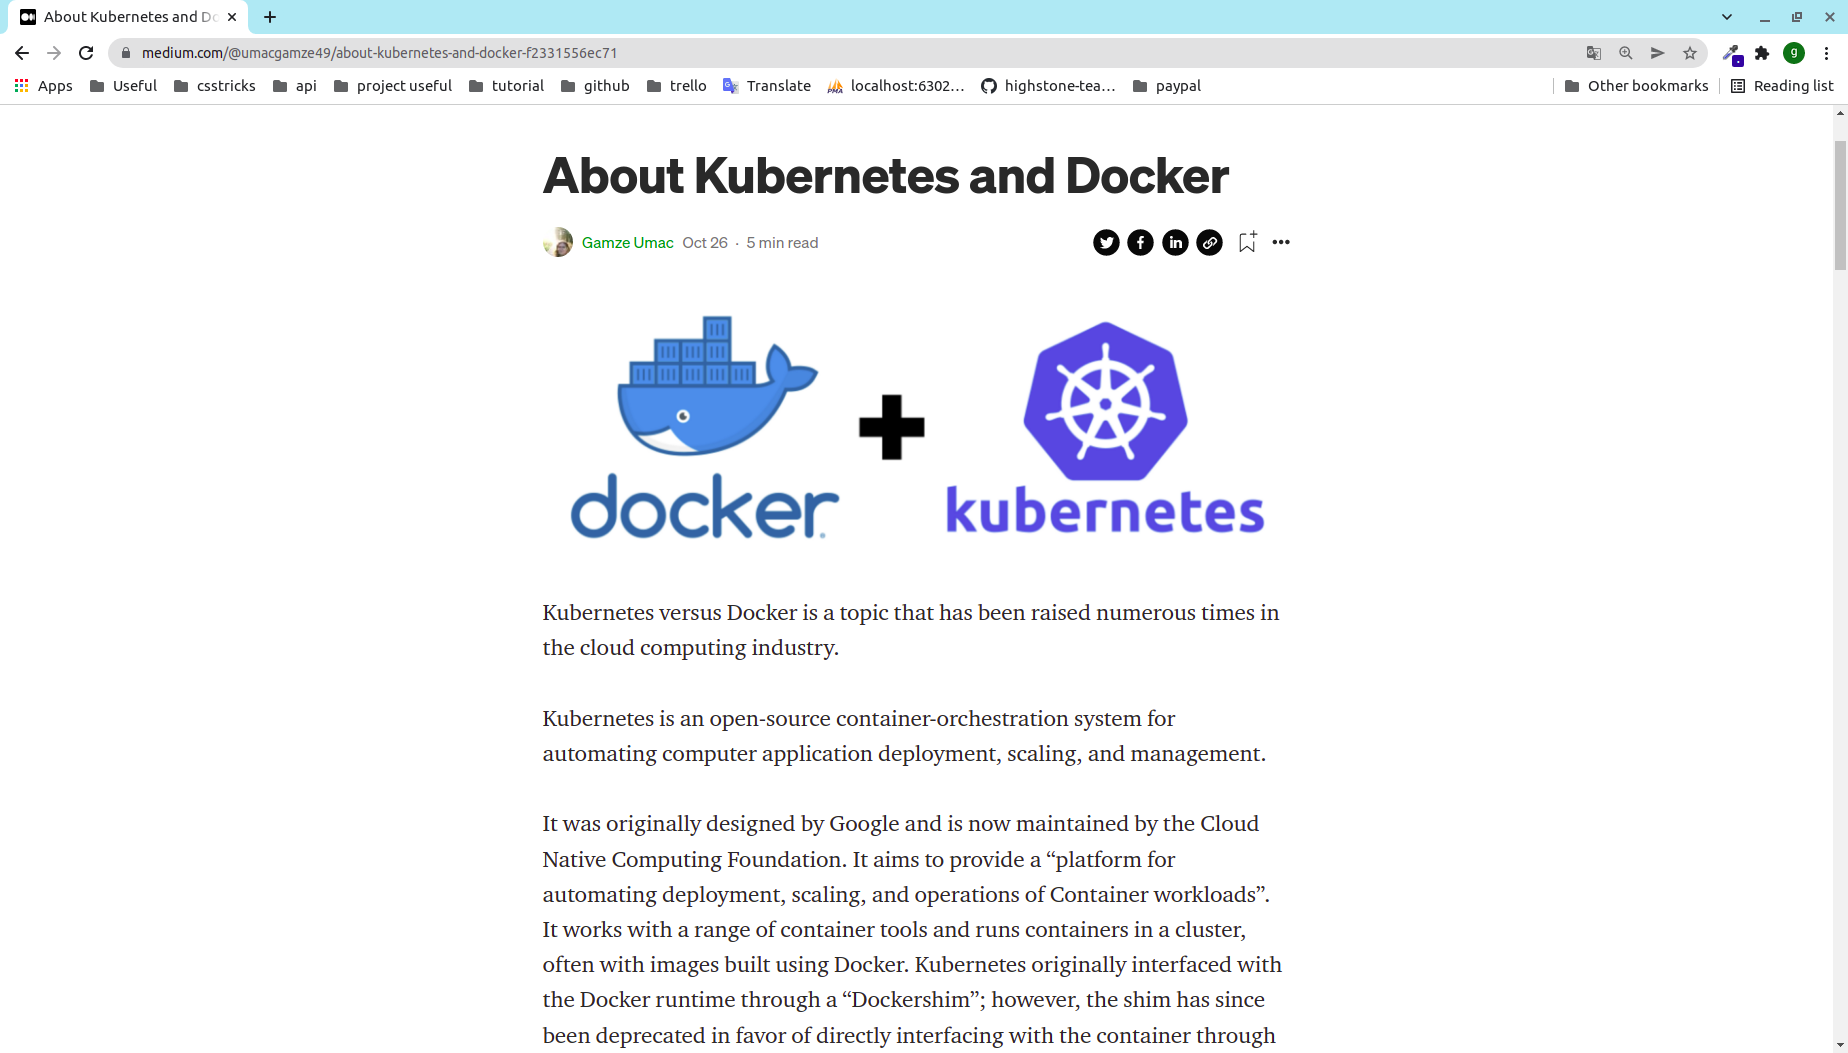 About Kubernetes and Do
medium.com/@umacgamze49/about-kubernetes-and-docker-f2331556ec71
g
Apps Useful csstricks api project useful tutorial github trello Translate localhost:6302… highstone-tea… paypal Other bookmarks Reading list
PMA
About Kubernetes and Docker
Gamze Umac Oct 26 · 5 min read
docker
kubernetes
Kubernetes versus Docker is a topic that has been raised numerous times in
the cloud computing industry.
Kubernetes is an open-source container-orchestration system for
automating computer application deployment, scaling, and management.
It was originally designed by Google and is now maintained by the Cloud
Native Computing Foundation. It aims to provide a “platform for
automating deployment, scaling, and operations of Container workloads”.
It works with a range of container tools and runs containers in a cluster,
often with images built using Docker. Kubernetes originally interfaced with
the Docker runtime through a “Dockershim”; however, the shim has since
been deprecated in favor of directly interfacing with the container through